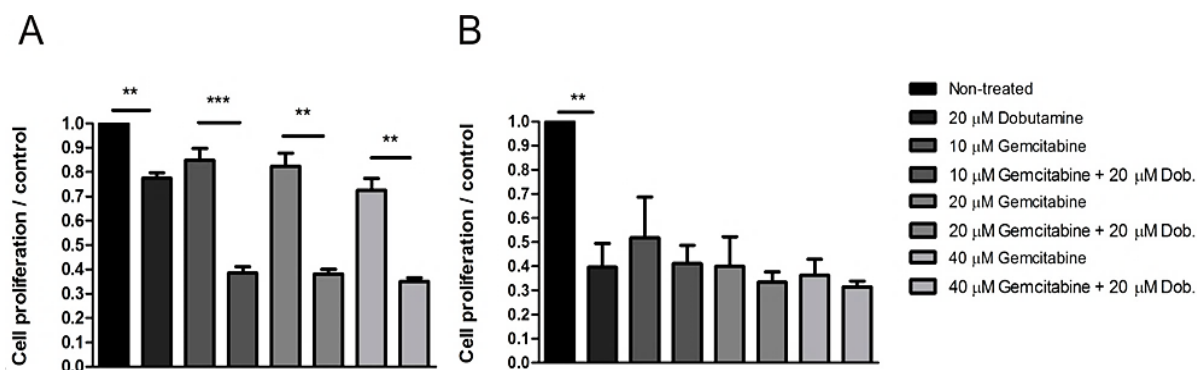 A
B
** *** ** **
Cell proliferation / control
1.0
0.9
0.8
0.7
0.6
0.5
0.4
0.3
0.2
0.1
0.0
**
Cell proliferation / control
1.0
0.9
0.8
0.7
0.6
0.5
0.4
0.3
0.2
0.1
0.0
Non-treated
20 μM Dobutamine
10 μM Gemcitabine
10 μM Gemcitabine + 20 μM Dob.
20 μM Gemcitabine
20 μM Gemcitabine + 20 μM Dob.
40 μM Gemcitabine
40 μM Gemcitabine + 20 μM Dob.